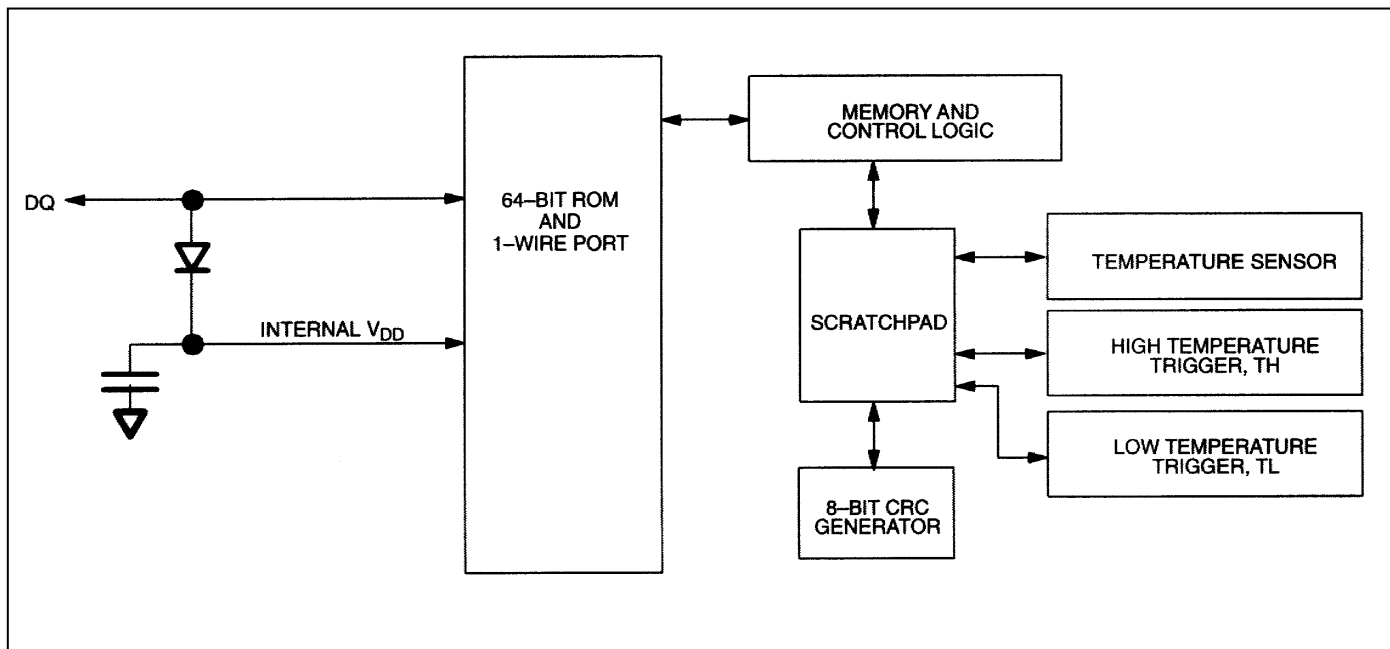 DQ
INTERNAL VDD
64–BIT ROM
AND
1–WIRE PORT
MEMORY AND
CONTROL LOGIC
SCRATCHPAD
8–BIT CRC
GENERATOR
TEMPERATURE SENSOR
HIGH TEMPERATURE
TRIGGER, TH
LOW TEMPERATURE
TRIGGER, TL